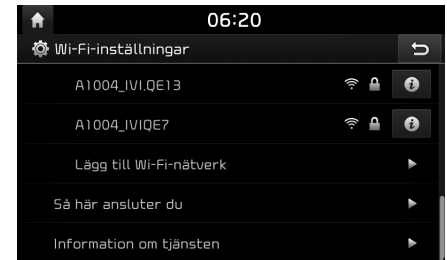 06:20
Wi-Fi-inställningar
A1004_IVI.QE13
A1004_IVIQE7
Lägg till Wi-Fi-nätverk
Så här ansluter du
Information om tjänsten